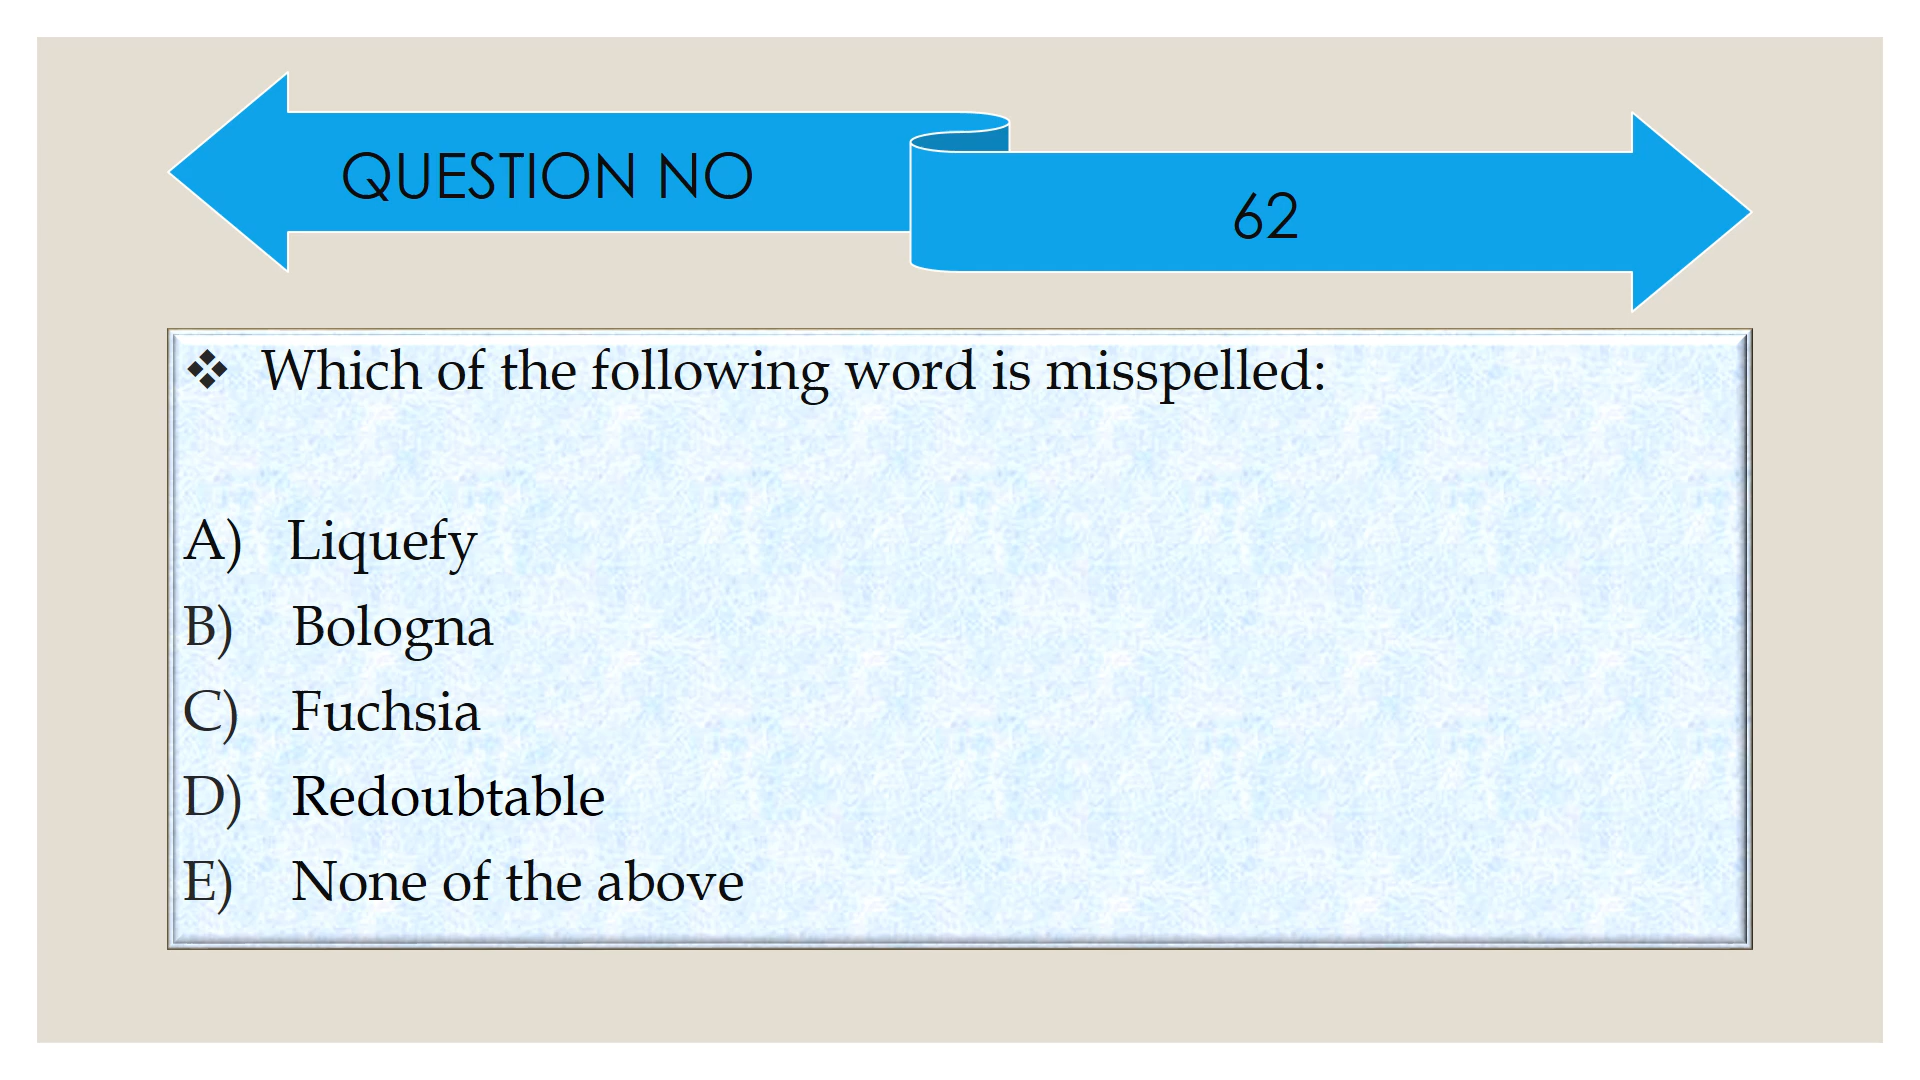 QUESTION NO
62
❖ Which of the following word is misspelled:
A) Liquefy
B) Bologna
C) Fuchsia
D) Redoubtable
E) None of the above